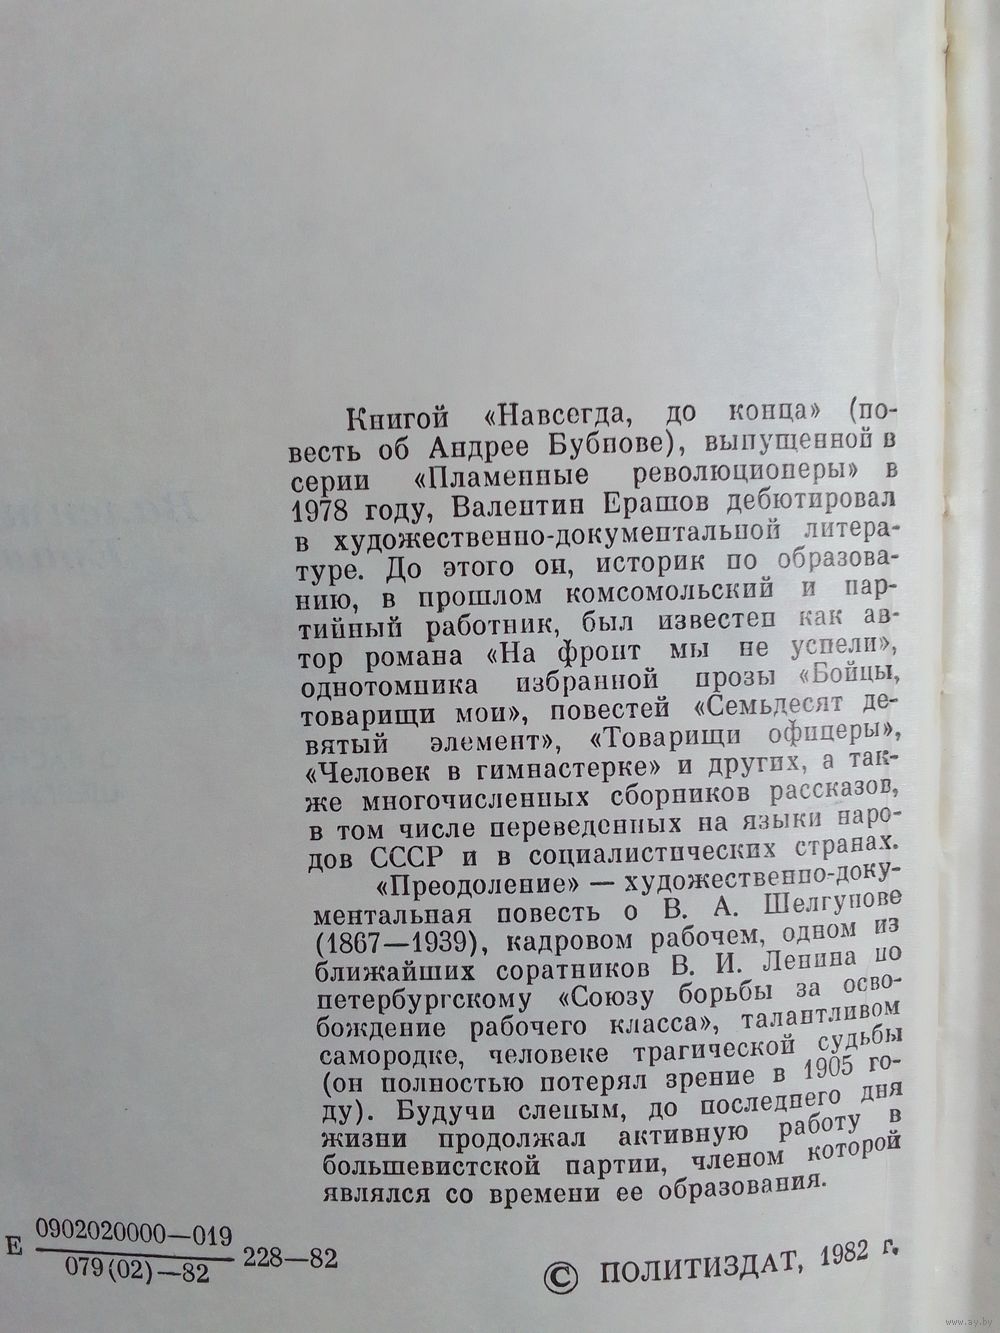 Книгой «Навсегда, до конца» (по-
весть об Андрее Бубнове), выпущенной в
серии «Пламенные революционеры» в
1978 году, Валентин Ерашов дебютировал
в художественно-документальной литера-
туре. До этого он, историк по образова-
нию, в прошлом комсомольский и пар-
тийный работник, был известен как ав-
тор романа «На фронт мы не успели»,
однотомника избранной прозы «Бойцы,
товарищи мои», повестей «Семьдесят де-
вятый элемент», «Товарищи офицеры»,
«Человек в гимнастерке» и других, а так-
же многочисленных сборников рассказов,
в том числе переведенных на языки наро-
дов СССР и в социалистических странах.
«Преодоление» — художественно-доку-
ментальная повесть о В. А. Шелгунове
(1867—1939), кадровом рабочем, одном из
ближайших соратников В. И. Ленина по
петербургскому «Союзу борьбы за осво-
бождение рабочего класса», талантливом
самородке, человеке трагической судьбы
(он полностью потерял зрение в 1905 го-
ду). Будучи слепым, до последнего дня
жизни продолжал активную работу в
большевистской партии, членом которой
являлся со времени ее образования.
Е 0902020000—019
079(02)—82 228—82
© ПОЛИТИЗДАТ, 1982 г.
www.ay.by